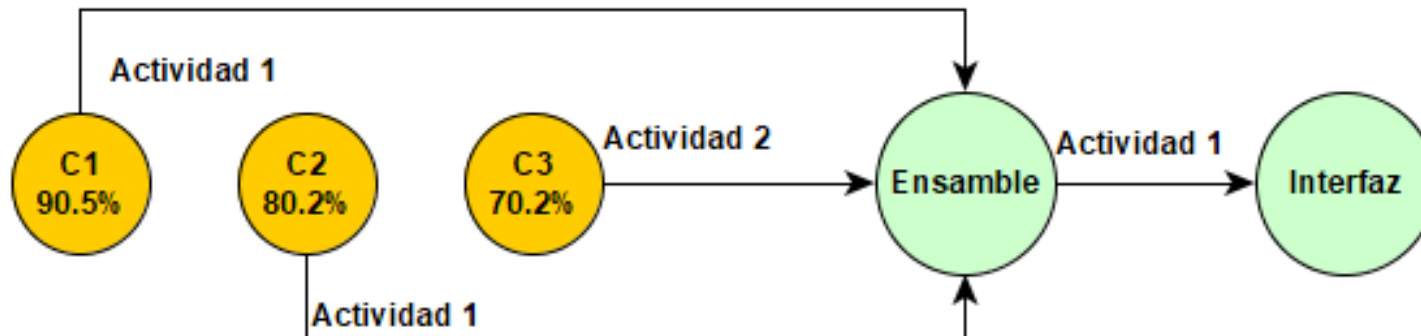 Actividad 1
C1
90.5%
C2
80.2%
C3
70.2%
Actividad 2
Ensamble
Actividad 1
Interfaz
Actividad 1